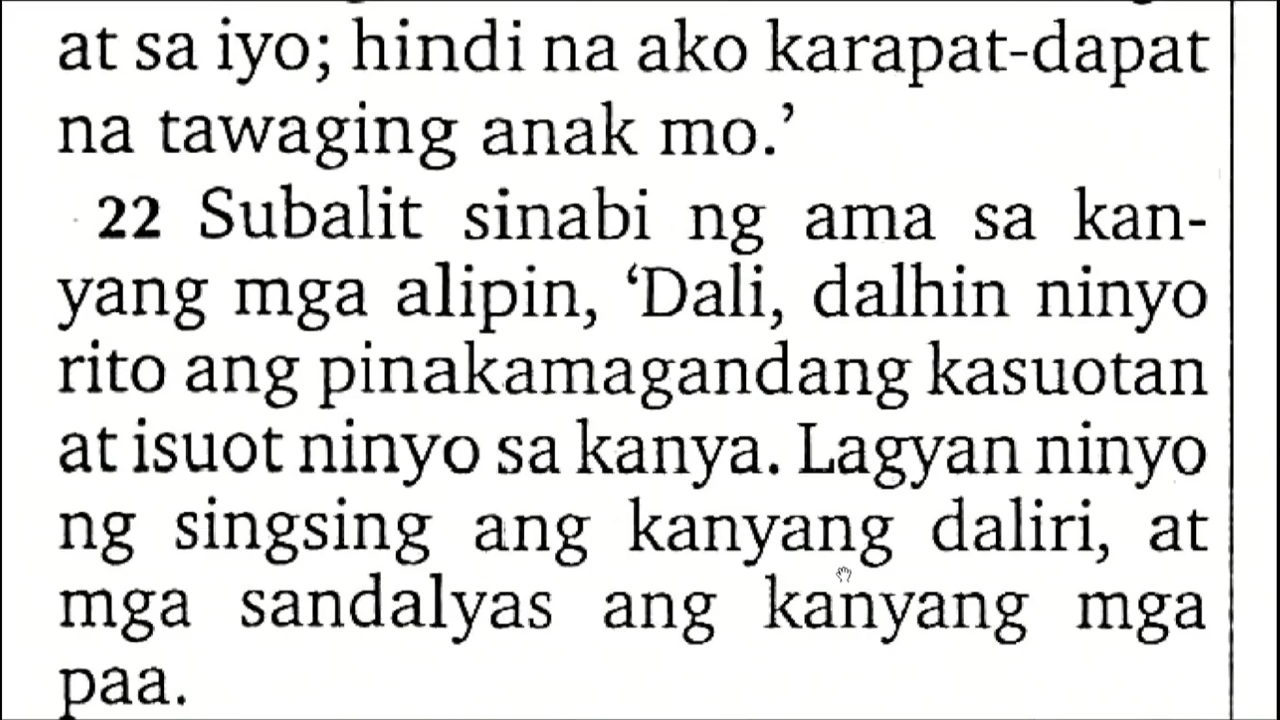 at sa iyo; hindi na ako karapat-dapat
na tawaging anak mo.’
22 Subalit sinabi ng ama sa kan-
yang mga alipin, ‘Dali, dalhin ninyo
rito ang pinakamagandang kasuotan
at isuot ninyo sa kanya. Lagyan ninyo
ng singsing ang kanyang daliri, at
mga sandalyas ang kanyang mga
paa.